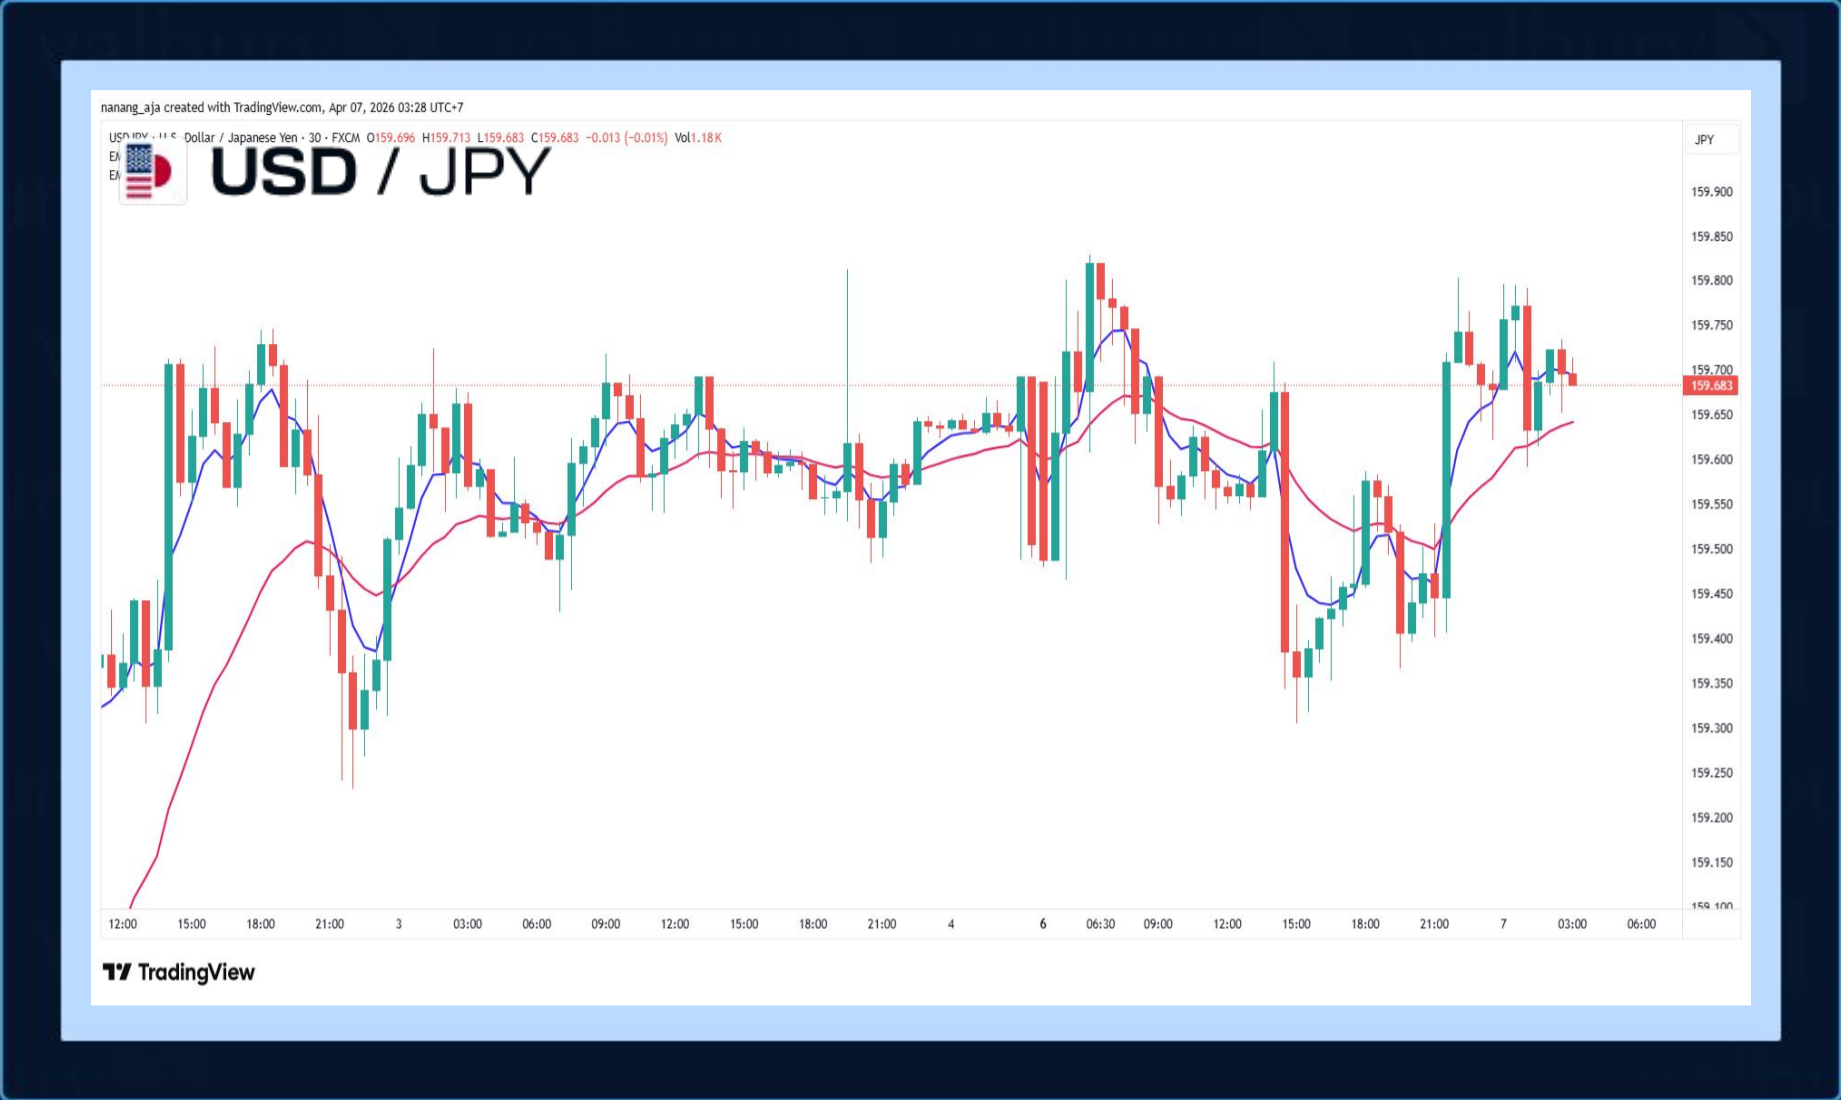 nanang_aja created with TradingView.com, Apr 07, 2026 03:28 UTC+7
Dollar / Japanese Yen · 30 · FXCM O159.696 H159.713 L159.683 C159.683 −0.013 (−0.01%) Vol1.18 K
JPY
EM
EM
USD / JPY
159.900
159.850
159.800
159.750
159.700
159.683
159.650
159.600
159.550
159.500
159.450
159.400
159.350
159.300
159.250
159.200
159.150
159.100
12:00 15:00 18:00 21:00 3 03:00 06:00 09:00 12:00 15:00 18:00 21:00 4 6 06:30 09:00 12:00 15:00 18:00 21:00 7 03:00 06:00
TradingView